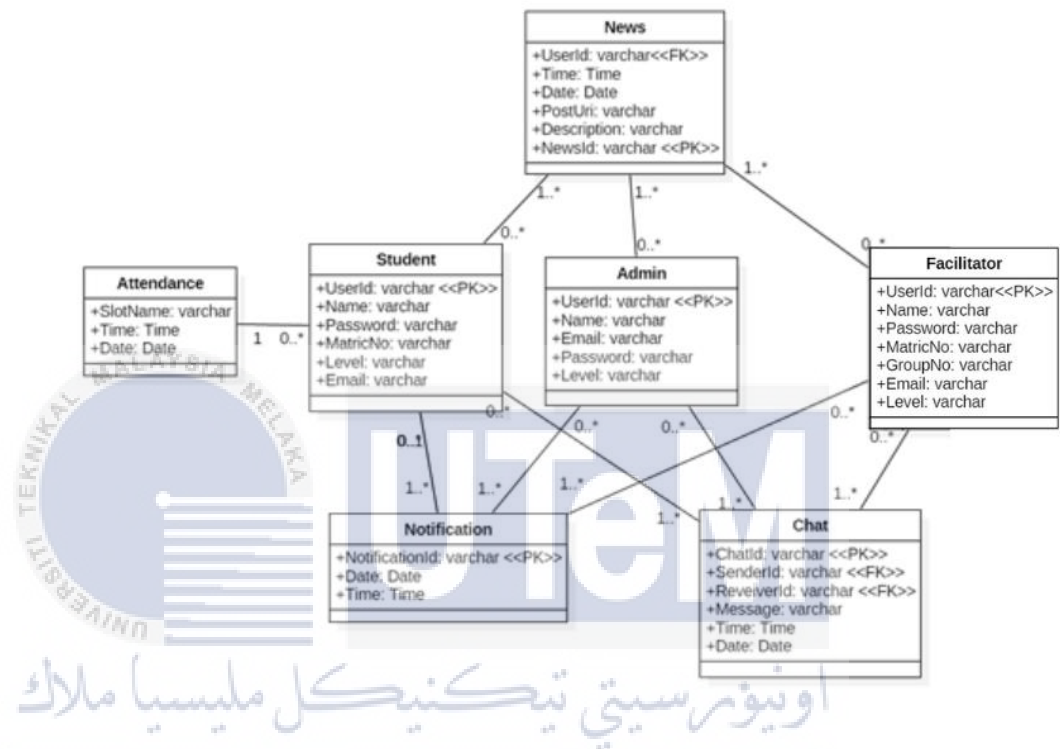 News
+UserId: varchar<<FK>>
+Time: Time
+Date: Date
+PostUri: varchar
+Description: varchar
+NewsId: varchar <<PK>>
1..*
1..*
1..*
0..*
0..*
0..*
Attendance
+SlotName: varchar
+Time: Time
+Date: Date
1
0..*
Student
+UserId: varchar <<PK>>
+Name: varchar
+Password: varchar
+MatricNo: varchar
+Level: varchar
+Email: varchar
Admin
+UserId: varchar <<PK>>
+Name: varchar
+Email: varchar
+Password: varchar
+Level: varchar
Facilitator
+UserId: varchar<<PK>>
+Name: varchar
+Password: varchar
+MatricNo: varchar
+GroupNo: varchar
+Email: varchar
+Level: varchar
0..*
0..*
0..*
0..*
0..*
1..*
1..*
1..*
1..*
1..*
1..*
Notification
+NotificationId: varchar <<PK>>
+Date: Date
+Time: Time
Chat
+ChatId: varchar <<PK>>
+SenderId: varchar <<FK>>
+ReveiverId: varchar <<FK>>
+Message: varchar
+Time: Time
+Date: Date
UNIVERSITI TEKNIKAL MALAYSIA MELAKA
UTeM
اونيۏرسيتي تيكنيكل مليسيا ملاك